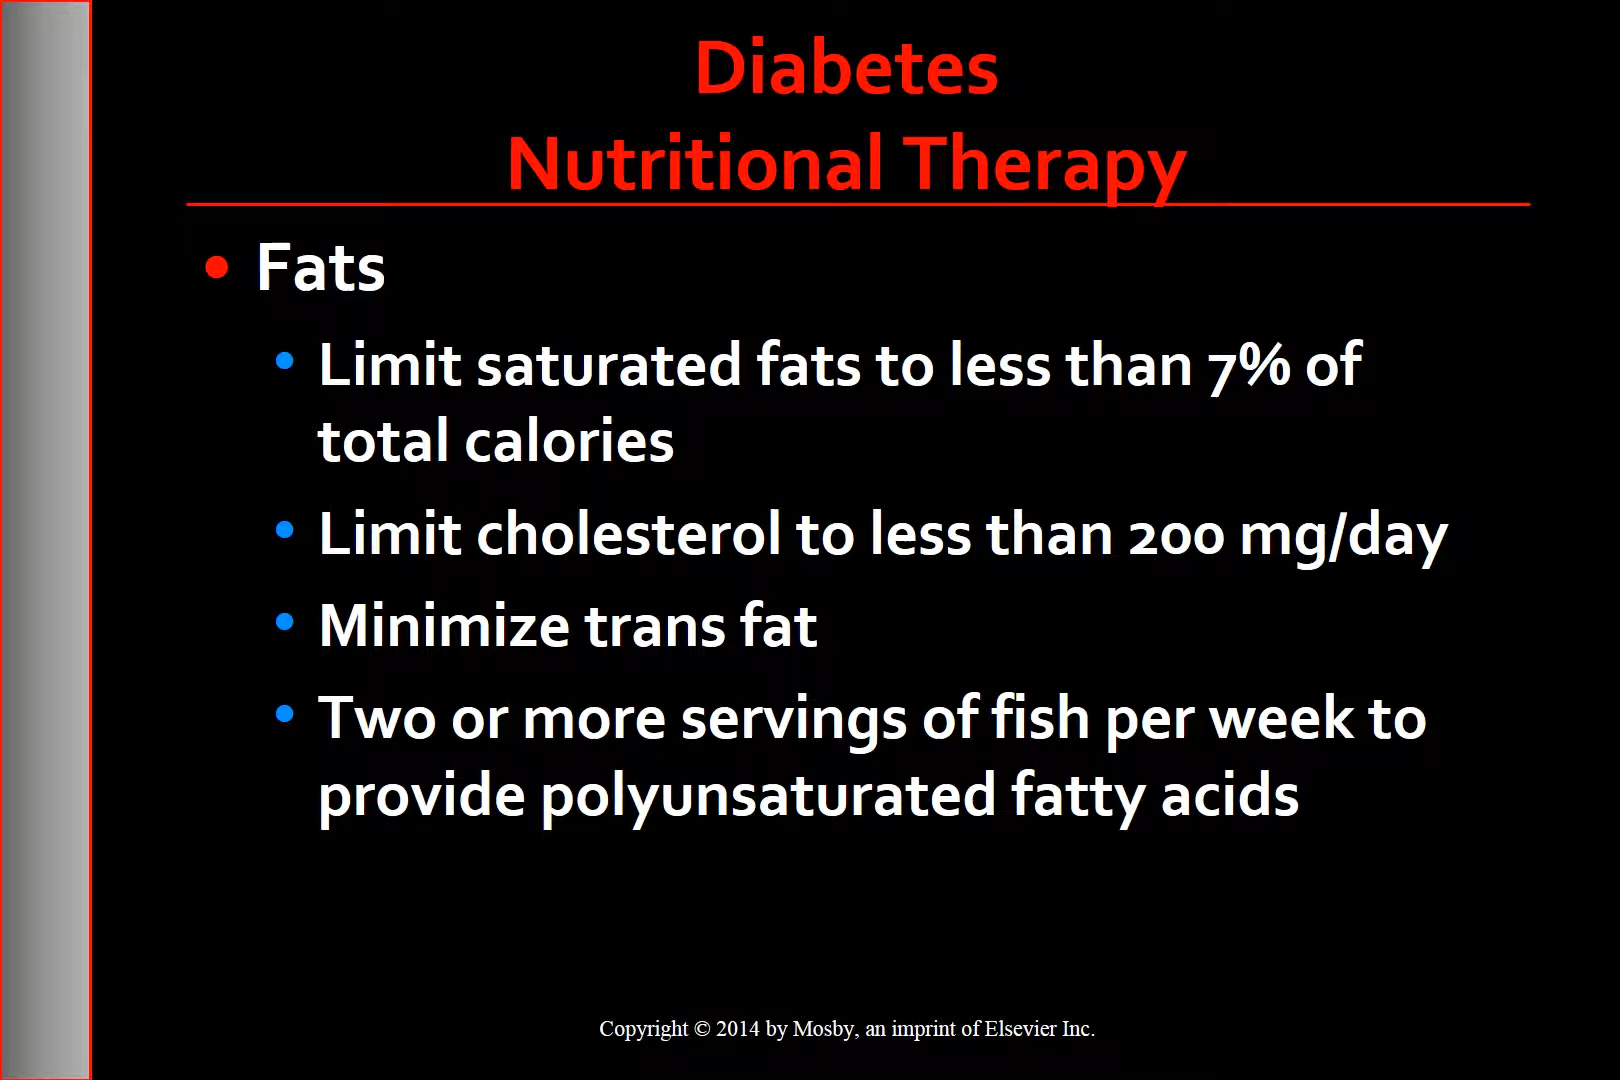 Diabetes
Nutritional Therapy
• Fats
• Limit saturated fats to less than 7% of
total calories
• Limit cholesterol to less than 200 mg/day
• Minimize trans fat
• Two or more servings of fish per week to
provide polyunsaturated fatty acids
Copyright © 2014 by Mosby, an imprint of Elsevier Inc.